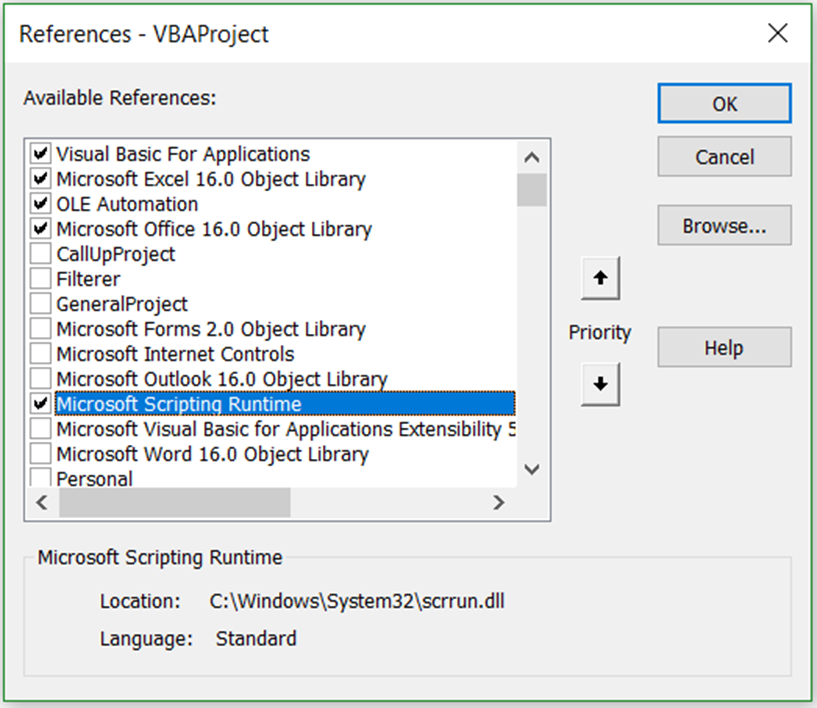 References - VBAProject
Available References:
Visual Basic For Applications
Microsoft Excel 16.0 Object Library
OLE Automation
Microsoft Office 16.0 Object Library
CallUpProject
Filterer
GeneralProject
Microsoft Forms 2.0 Object Library
Microsoft Internet Controls
Microsoft Outlook 16.0 Object Library
Microsoft Scripting Runtime
Microsoft Visual Basic for Applications Extensibility 5
Microsoft Word 16.0 Object Library
Personal
OK
Cancel
Browse...
Priority
Help
Microsoft Scripting Runtime
Location: C:\Windows\System32\scrrun.dll
Language: Standard